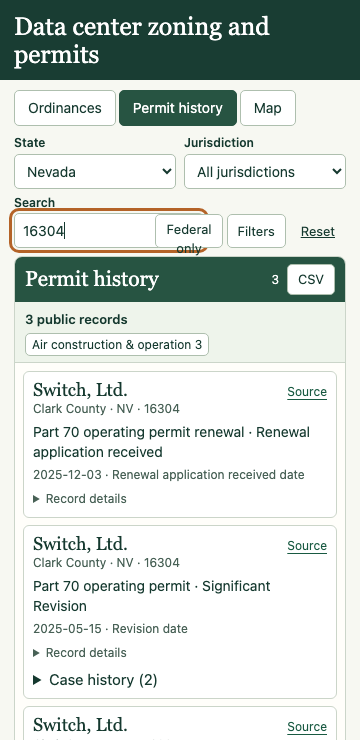 Data center zoning and
permits
Ordinances
Permit history
Map
State
Jurisdiction
Nevada
All jurisdictions
Search
16304
Federal
only
Filters
Reset
Permit history
3
CSV
3 public records
Air construction & operation 3
Switch, Ltd.
Source
Clark County · NV · 16304
Part 70 operating permit renewal · Renewal
application received
2025-12-03 · Renewal application received date
Record details
Switch, Ltd.
Source
Clark County · NV · 16304
Part 70 operating permit · Significant
Revision
2025-05-15 · Revision date
Record details
Case history (2)
Switch, Ltd.
Source